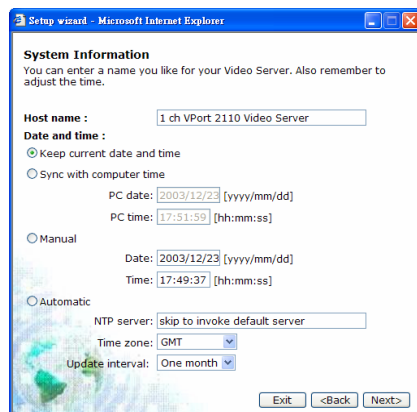 Setup wizard - Microsoft Internet Explorer
System Information
You can enter a name you like for your Video Server. Also remember to
adjust the time.
Host name : 1 ch VPort 2110 Video Server
Date and time :
Keep current date and time
Sync with computer time
PC date: 2003/12/23 [yyyy/mm/dd]
PC time: 17:51:59 [hh:mm:ss]
Manual
Date: 2003/12/23 [yyyy/mm/dd]
Time: 17:49:37 [hh:mm:ss]
Automatic
NTP server: skip to invoke default server
Time zone: GMT
Update interval: One month
Exit <Back Next>